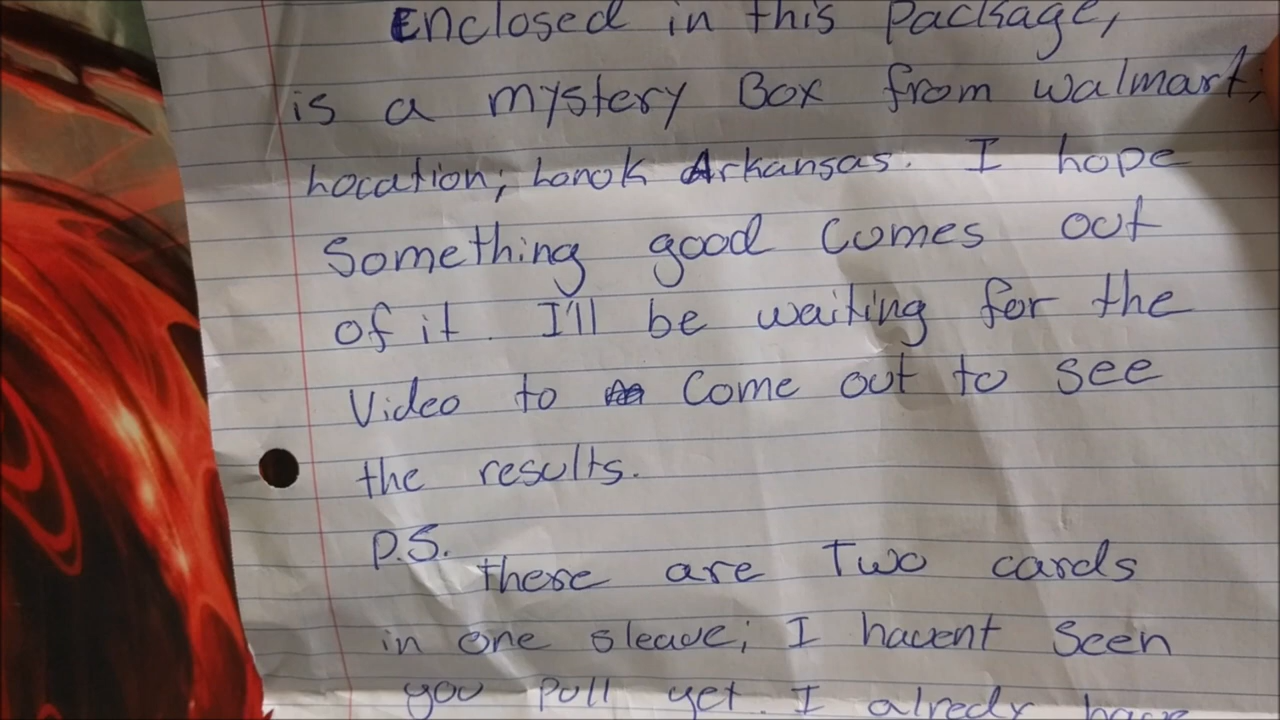 Enclosed in this Package,
is a mystery Box from walmart;
Location; Lonok Arkansas. I hope
Something good Comes out
of it. I'll be waiting for the
Video to Come out to see
the results.
P.S.
there are Two cards
in one sleave; I havent Seen
you pull yet. I alredy have